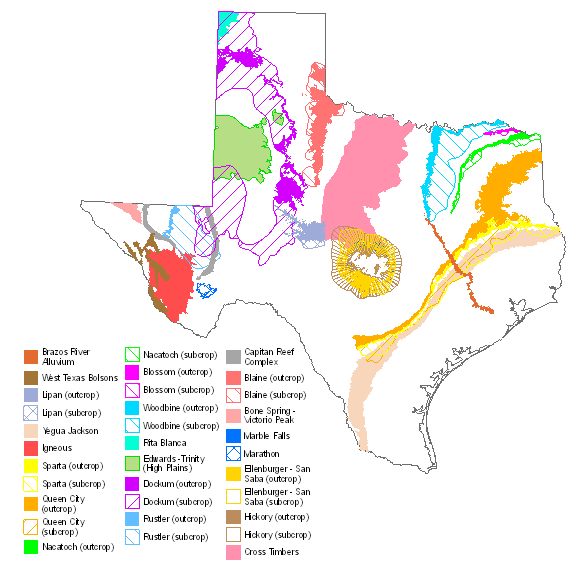 Brazos River
Alluvium
West Texas Bolsons
Lipan (outcrop)
Lipan (subcrop)
Yegua Jackson
Igneous
Sparta (outcrop)
Sparta (subcrop)
Queen City
(outcrop)
Queen City
(subcrop)
Nacatoch (outcrop)
Nacatoch (subcrop)
Blossom (outcrop)
Blossom (subcrop)
Woodbine (outcrop)
Woodbine (subcrop)
Rita Blanca
Edwards-Trinity
(High Plains)
Dockum (outcrop)
Dockum (subcrop)
Rustler (outcrop)
Rustler (subcrop)
Capitan Reef
Complex
Blaine (outcrop)
Blaine (subcrop)
Bone Spring -
Victorio Peak
Marble Falls
Marathon
Ellenburger - San
Saba (outcrop)
Ellenburger - San
Saba (subcrop)
Hickory (outcrop)
Hickory (subcrop)
Cross Timbers